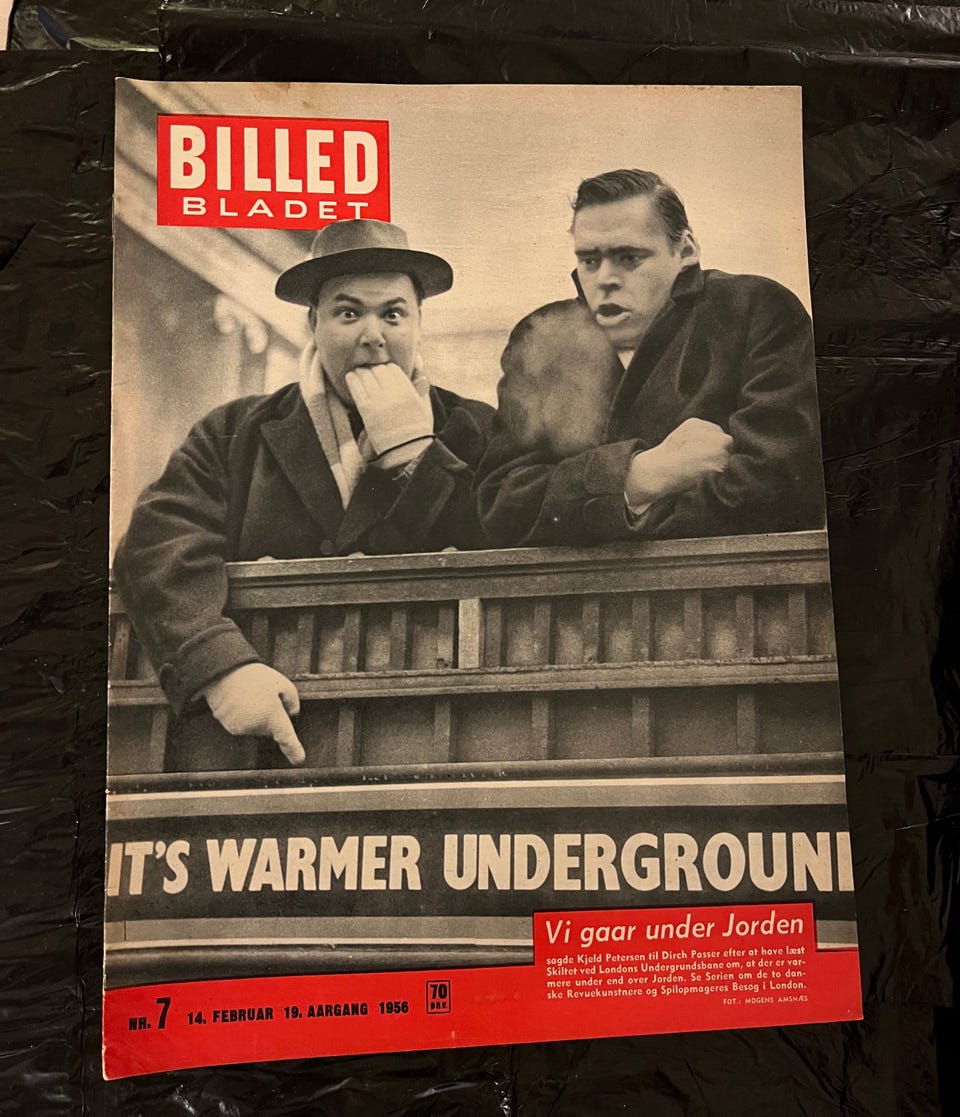 BILLED
BLADET
IT'S WARMER UNDERGROUN
Vi gaar under Jorden
sagde Kjeld Petersen til Dirch Passer efter at have læst
Skiltet ved Londons Undergrundsbane om, at der er var-
mere under end over Jorden. Se Serien om de to dan-
ske Revuekunstnere og Spilopmageres Besøg i London.
FOT.: MOGENS AMSNÆS
NR. 7 14. FEBRUAR 19. AARGANG 1956 70 ØRE